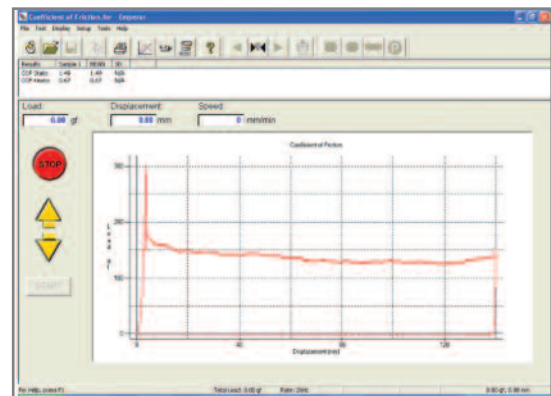 Coefficient of Friction.for - Emperor
File Test Display Setup Tools Help
Results Sample 1 MEAN SD
COF Static 1.49 1.49 N/A
COF Kinetic 0.67 0.67 N/A
Load: Displacement: Speed:
0.00 gf 0.00 mm 0 mm/min
STOP
START
Coefficient of Friction
300
200
100
0
0 40 80 120
Displacement (mm)
For Help, press F1 Total Load: 0.00 gf Rate: 0.00 gf, 0.00 mm